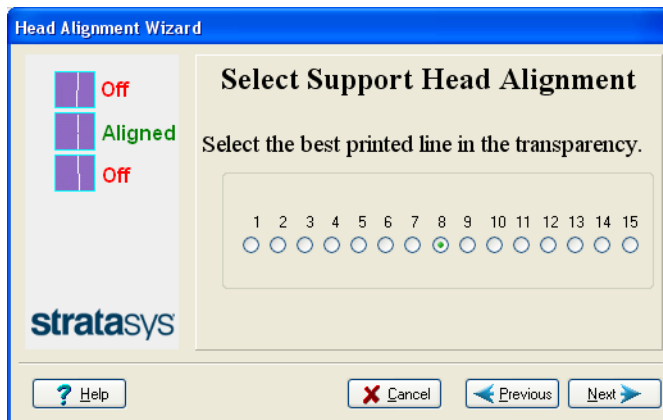 Head Alignment Wizard
Off
Aligned
Off
Select Support Head Alignment
Select the best printed line in the transparency.
1 2 3 4 5 6 7 8 9 10 11 12 13 14 15
stratasys
? Help
Cancel
Previous
Next